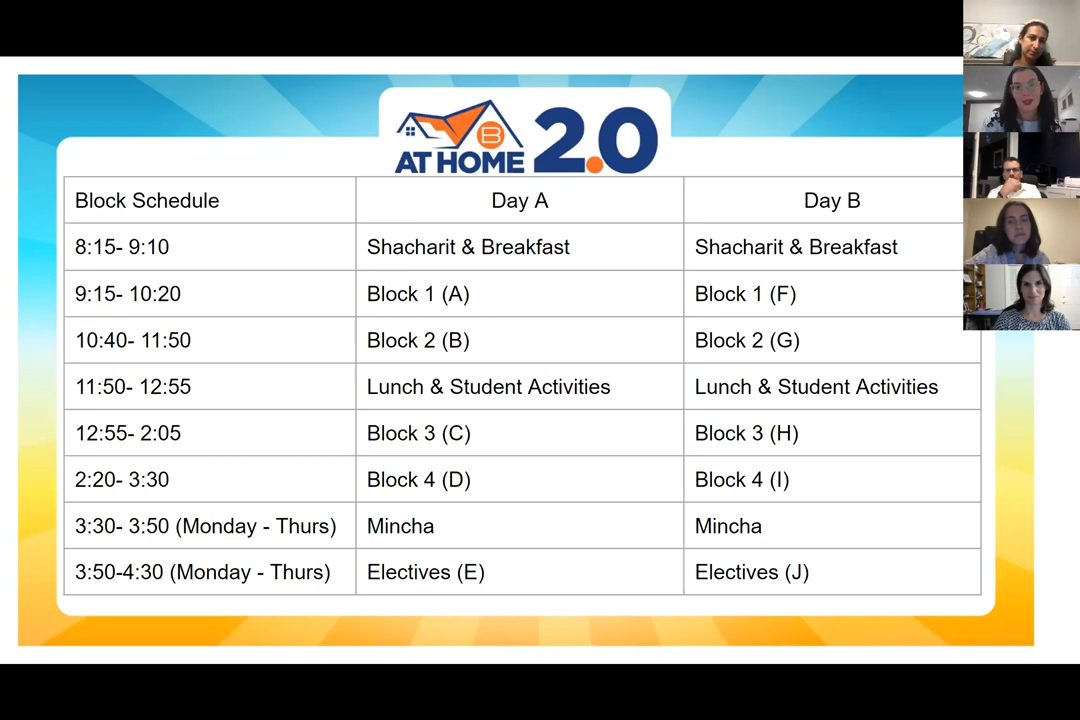 B
AT HOME 2.0
Block Schedule Day A Day B
8:15- 9:10 Shacharit & Breakfast Shacharit & Breakfast
9:15- 10:20 Block 1 (A) Block 1 (F)
10:40- 11:50 Block 2 (B) Block 2 (G)
11:50- 12:55 Lunch & Student Activities Lunch & Student Activities
12:55- 2:05 Block 3 (C) Block 3 (H)
2:20- 3:30 Block 4 (D) Block 4 (I)
3:30- 3:50 (Monday - Thurs) Mincha Mincha
3:50-4:30 (Monday - Thurs) Electives (E) Electives (J)